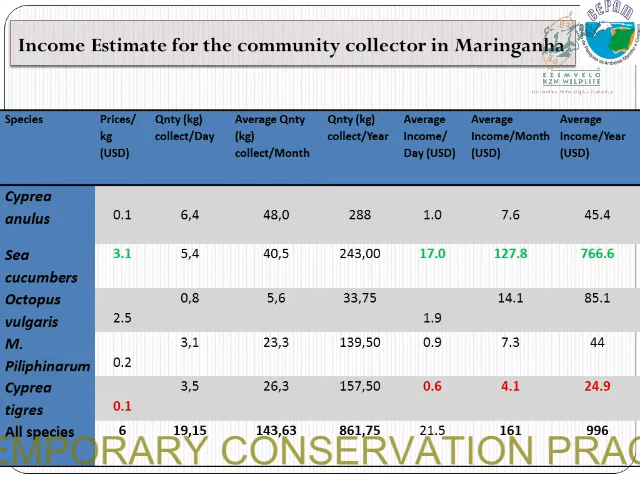 Income Estimate for the community collector in Maringanha
CEPAM
EZEMVELO
KZN WILDLIFE
Species Prices/ kg (USD) Qnty (kg) collect/Day Average Qnty (kg) collect/Month Qnty (kg) collect/Year Average Income/ Day (USD) Average Income/Month (USD) Average Income/Year (USD)
Cyprea anulus 0.1 6,4 48,0 288 1.0 7.6 45.4
Sea cucumbers 3.1 5,4 40,5 243,00 17.0 127.8 766.6
Octopus vulgaris 2.5 0,8 5,6 33,75 1.9 14.1 85.1
M. Piliphinarum 0.2 3,1 23,3 139,50 0.9 7.3 44
Cyprea tigres 0.1 3,5 26,3 157,50 0.6 4.1 24.9
All species 6 19,15 143,63 861,75 21.5 161 996
EMPORARY CONSERVATION PRAC